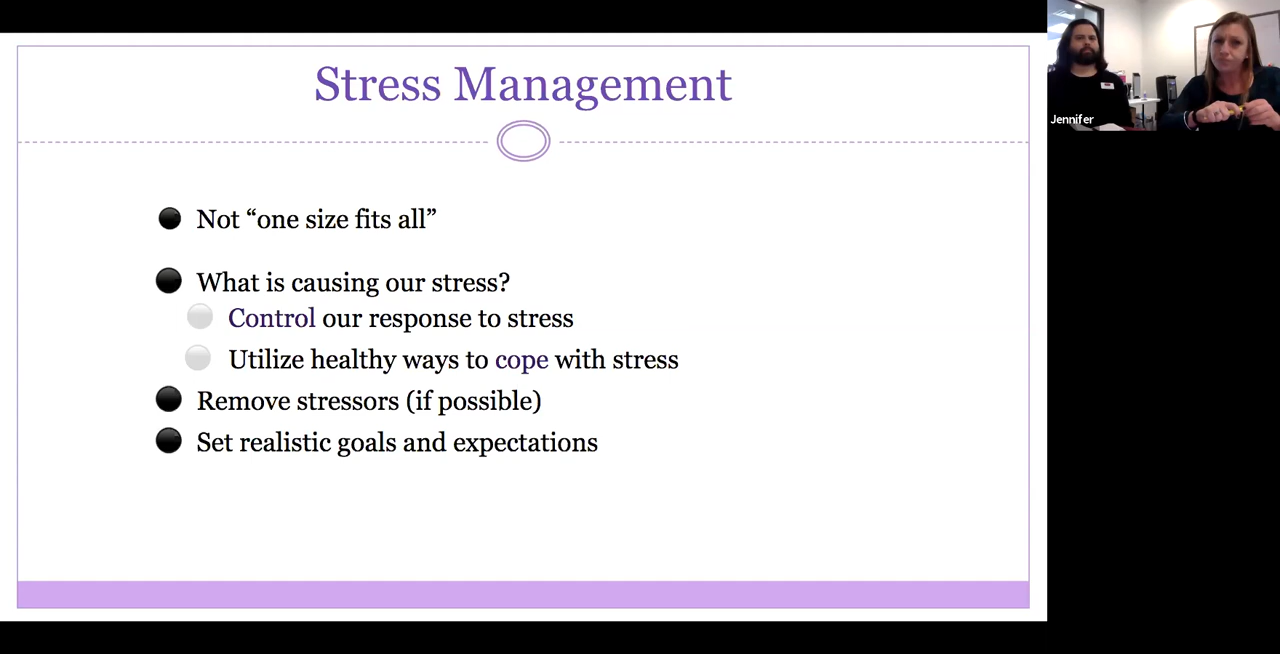 Stress Management
Not “one size fits all”
What is causing our stress?
Control our response to stress
Utilize healthy ways to cope with stress
Remove stressors (if possible)
Set realistic goals and expectations
Jennifer